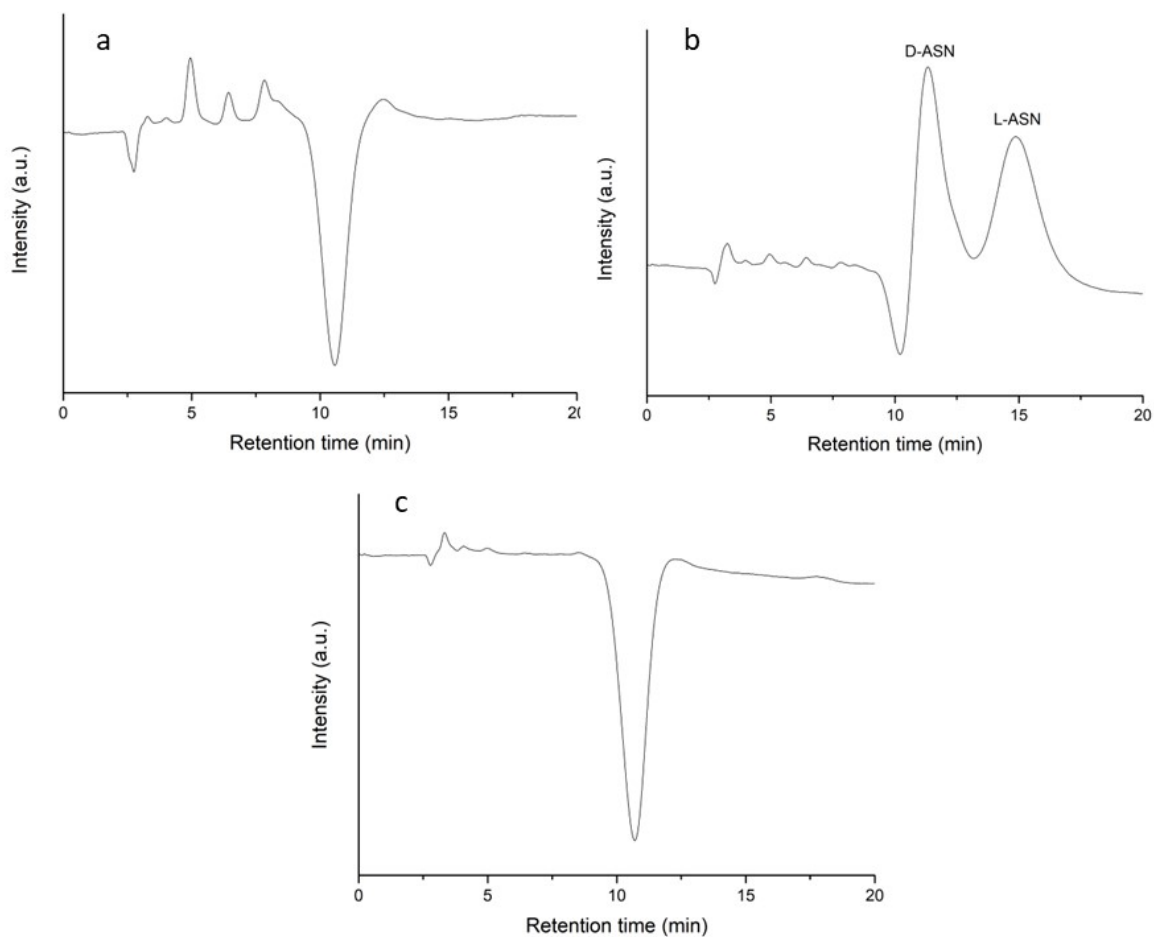 a
Intensity (a.u.)
0 5 10 15 20
Retention time (min)
b
D-ASN
L-ASN
Intensity (a.u.)
0 5 10 15 20
Retention time (min)
c
Intensity (a.u.)
0 5 10 15 20
Retention time (min)